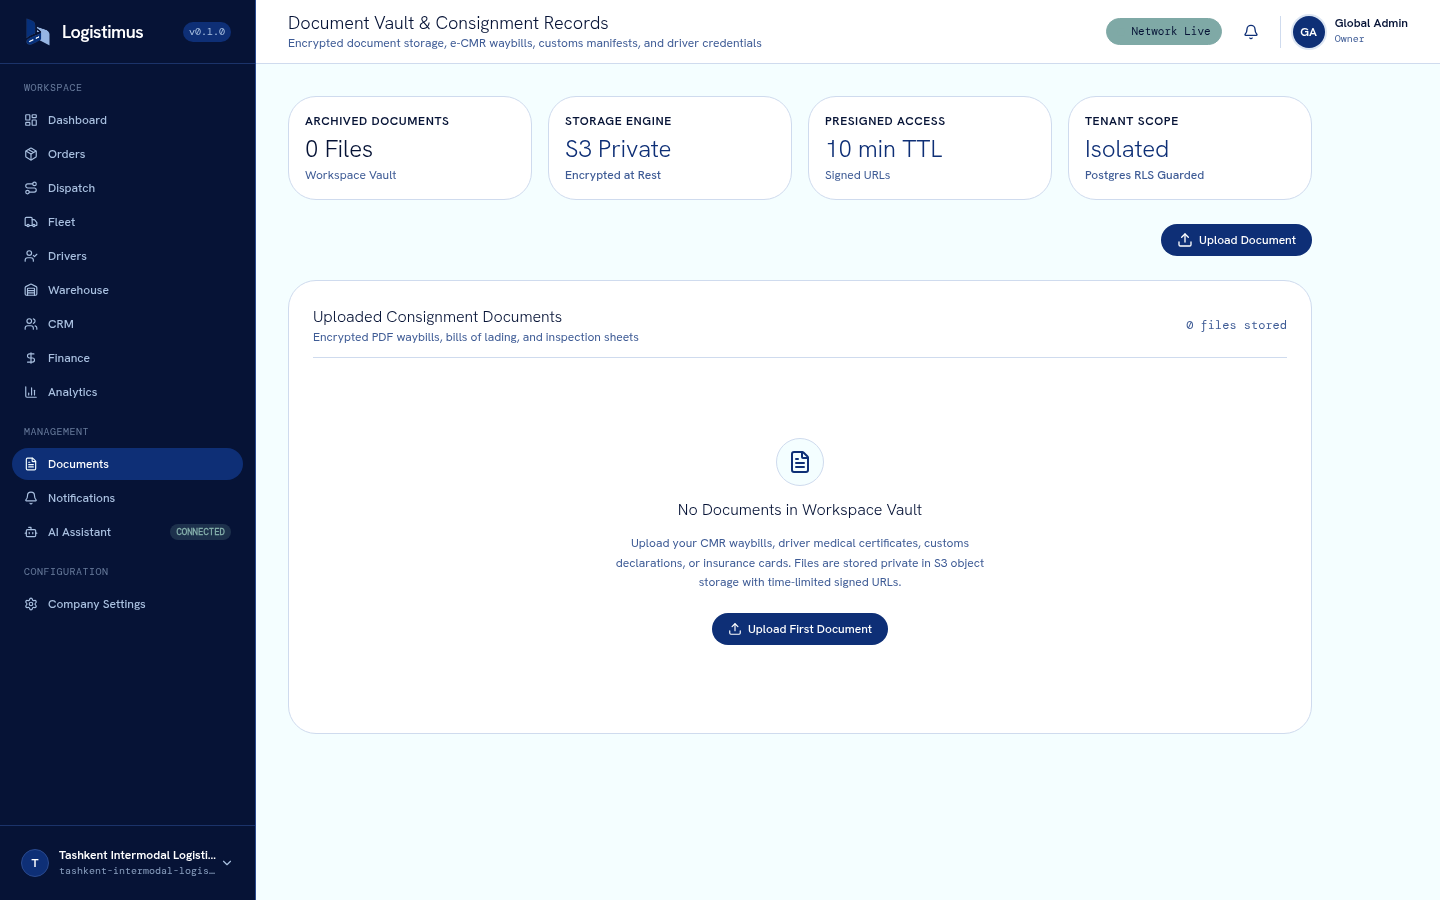 Logistimus
v0.1.0
WORKSPACE
Dashboard
Orders
Dispatch
Fleet
Drivers
Warehouse
CRM
Finance
Analytics
MANAGEMENT
Documents
Notifications
AI Assistant
CONNECTED
CONFIGURATION
Company Settings
T
Tashkent Intermodal Logisti...
tashkent-intermodal-logis…
Document Vault & Consignment Records
Encrypted document storage, e-CMR waybills, customs manifests, and driver credentials
Network Live
GA
Global Admin
Owner
ARCHIVED DOCUMENTS
0 Files
Workspace Vault
STORAGE ENGINE
S3 Private
Encrypted at Rest
PRESIGNED ACCESS
10 min TTL
Signed URLs
TENANT SCOPE
Isolated
Postgres RLS Guarded
Upload Document
Uploaded Consignment Documents
Encrypted PDF waybills, bills of lading, and inspection sheets
0 files stored
No Documents in Workspace Vault
Upload your CMR waybills, driver medical certificates, customs
declarations, or insurance cards. Files are stored private in S3 object
storage with time-limited signed URLs.
Upload First Document